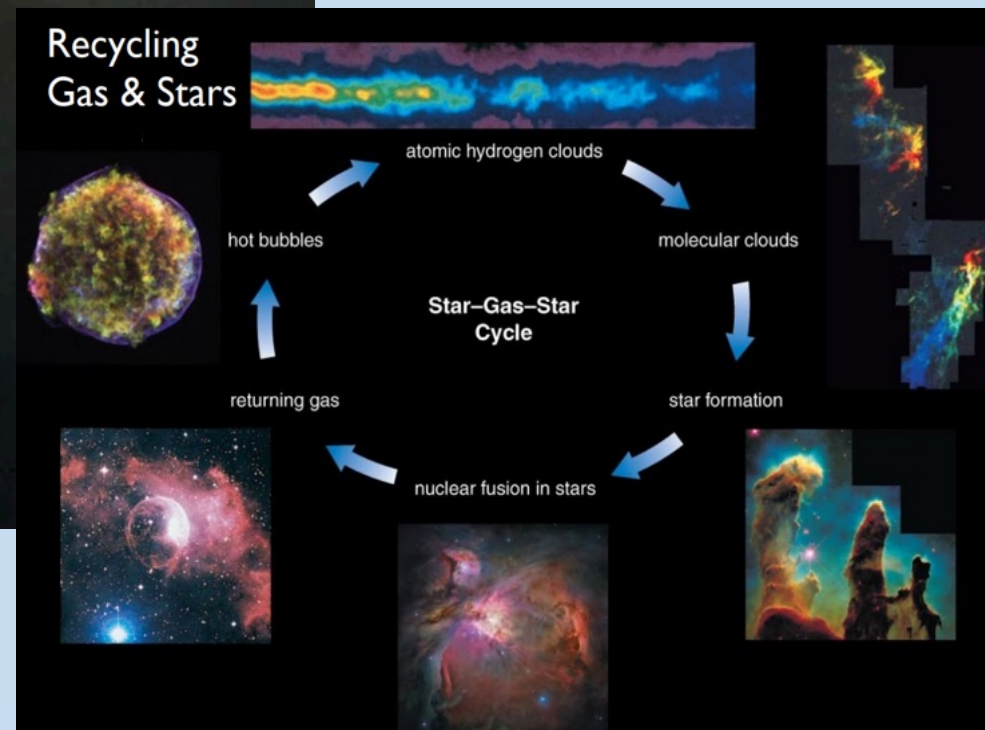 Recycling
Gas & Stars
atomic hydrogen clouds
hot bubbles
molecular clouds
Star–Gas–Star
Cycle
returning gas
star formation
nuclear fusion in stars